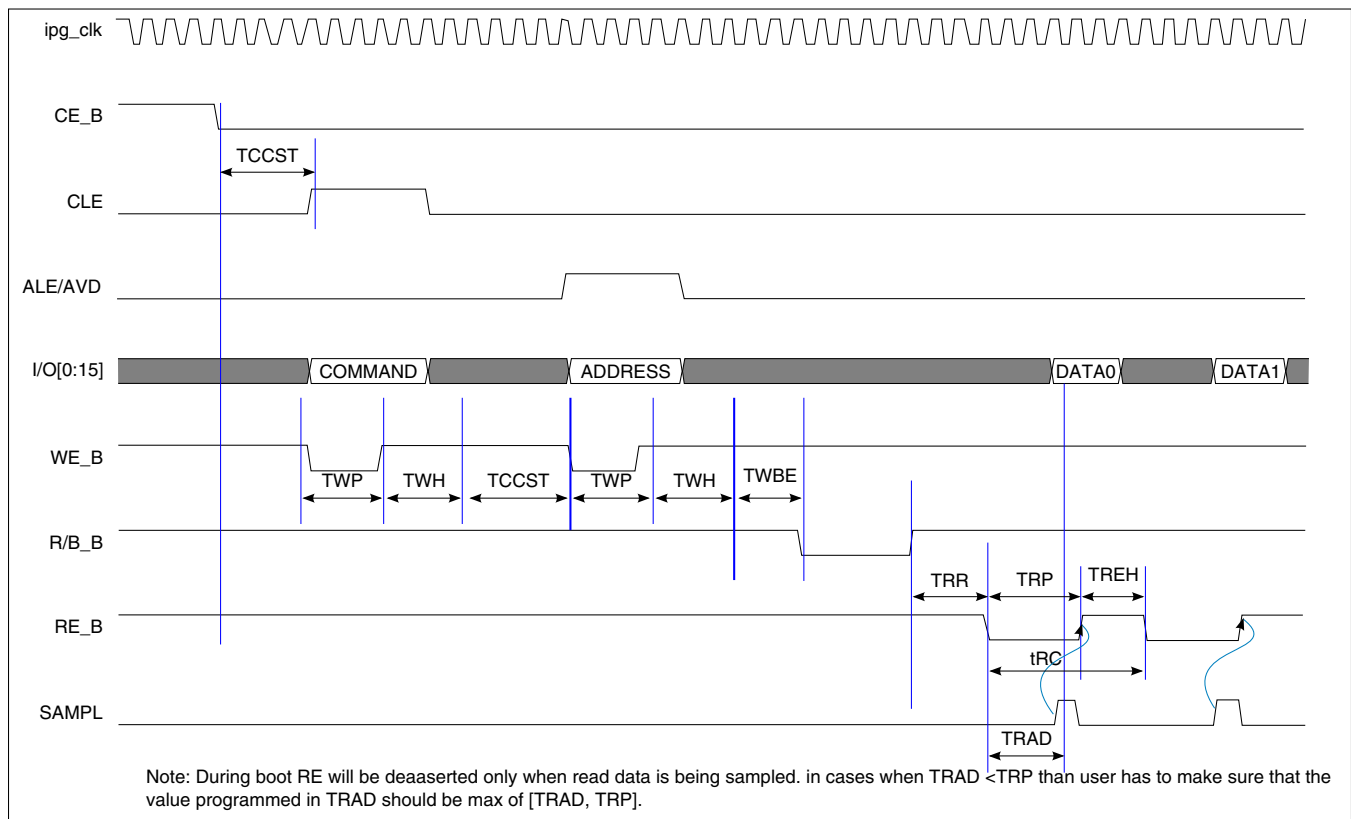 ipg_clk
CE_B
TCCST
CLE
ALE/AVD
I/O[0:15] COMMAND ADDRESS DATA0 DATA1
WE_B
TWP TWH TCCST TWP TWH TWBE
R/B_B
TRR TRP TREH
RE_B
tRC
SAMPL
TRAD
Note: During boot RE will be deaaserted only when read data is being sampled. in cases when TRAD <TRP than user has to make sure that the
value programmed in TRAD should be max of [TRAD, TRP].